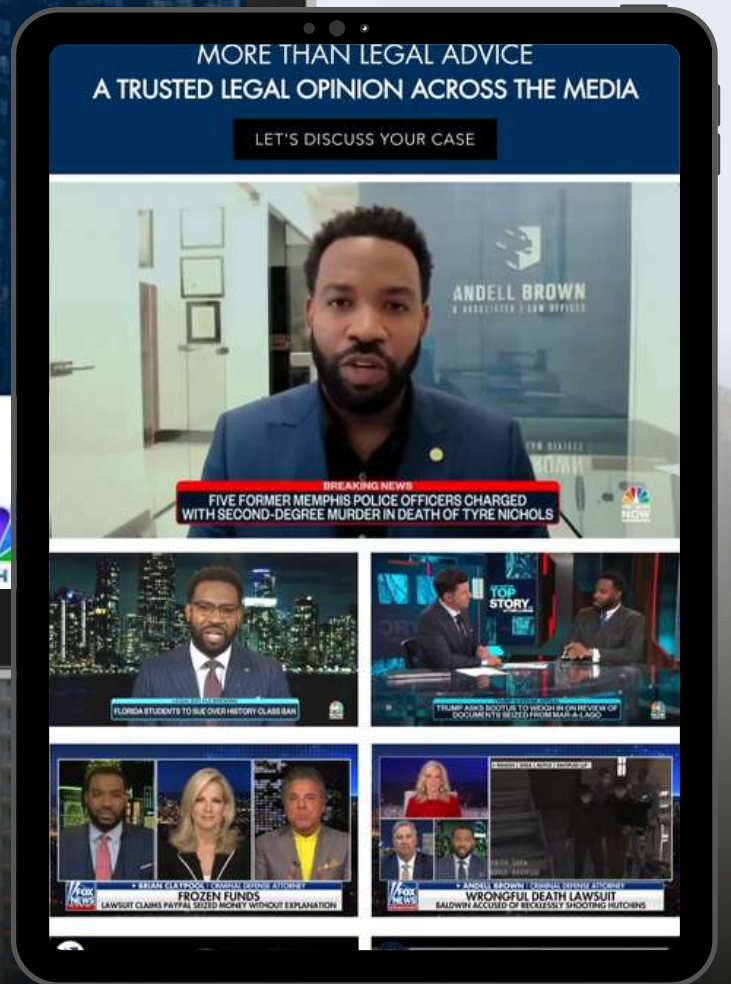 MORE THAN LEGAL ADVICE
A TRUSTED LEGAL OPINION ACROSS THE MEDIA
LET'S DISCUSS YOUR CASE
ANDELL BROWN
& ASSOCIATES | LAW OFFICES
BREAKING NEWS
FIVE FORMER MEMPHIS POLICE OFFICERS CHARGED
WITH SECOND-DEGREE MURDER IN DEATH OF TYRE NICHOLS
NOW
FLORIDA STUDENTS TO SUE OVER HISTORY CLASS BAN
TOP
STORY
TRUMP ASKS SCOTUS TO WEIGH IN ON REVIEW OF
DOCUMENTS SEIZED FROM MAR-A-LAGO
FOX
NEWS
BRIAN CLAYPOOL | CRIMINAL DEFENSE ATTORNEY
FROZEN FUNDS
LAWSUIT CLAIMS PAYPAL SEIZED MONEY WITHOUT EXPLANATION
FOX
NEWS
ANDELL BROWN | CRIMINAL DEFENSE ATTORNEY
WRONGFUL DEATH LAWSUIT
BALDWIN ACCUSED OF RECKLESSLY SHOOTING HUTCHINS